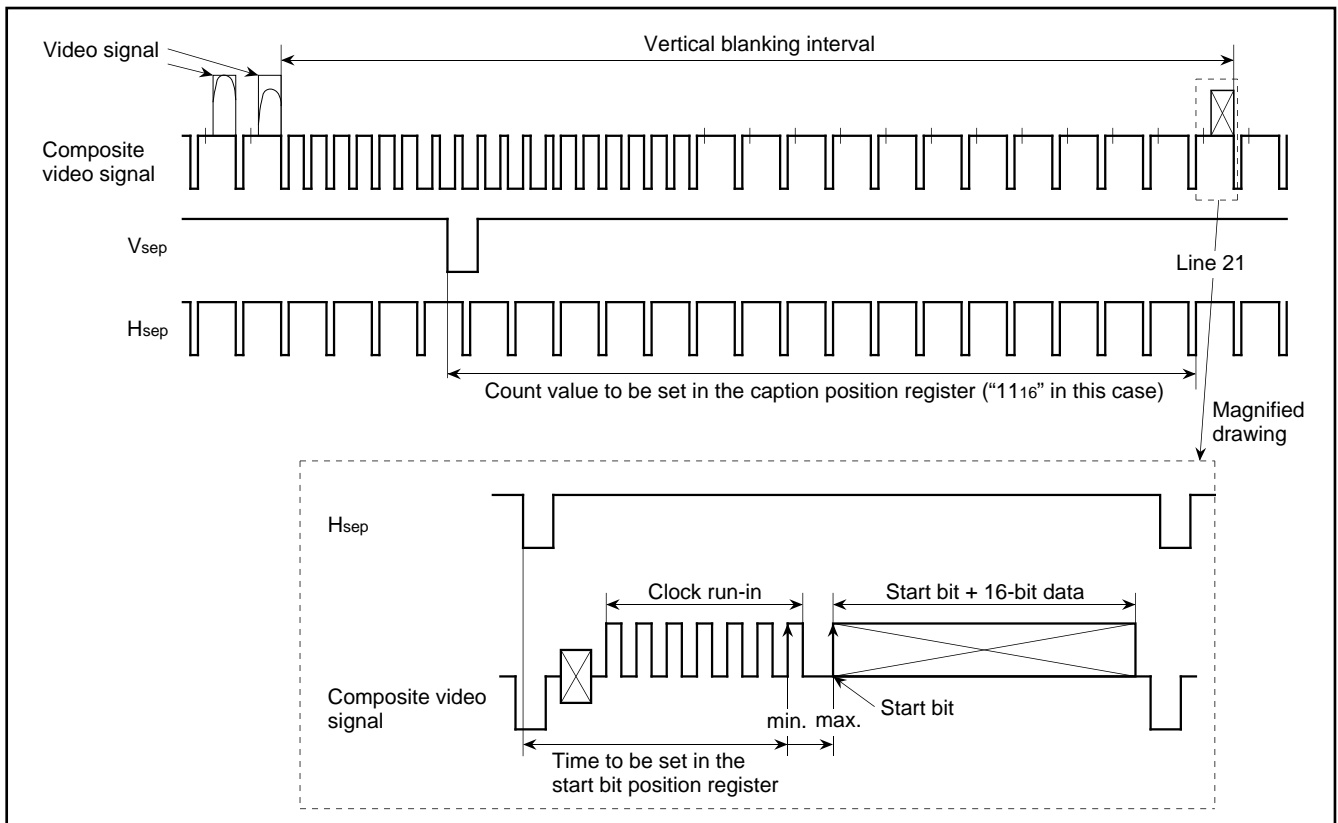 Video signal
Vertical blanking interval
Composite
video signal
Vsep
Line 21
Hsep
Count value to be set in the caption position register (“1116” in this case)
Magnified
drawing
Hsep
Clock run-in
Start bit + 16-bit data
Composite video
signal
min.
max.
Start bit
Time to be set in the
start bit position register